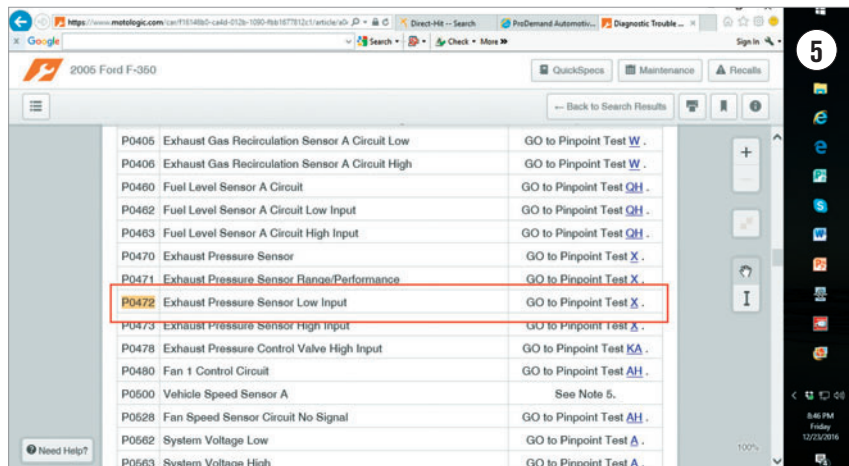 https://www.motologic.com/car/f16148b0-ca4d-012b-1090-fbb1877812c1/article/a0
Direct-Hit -- Search
ProDemand Automotiv...
Diagnostic Trouble ...
x Google
Search
Check
More »
Sign in
5
2005 Ford F-350
QuickSpecs
Maintenance
Recalls
← Back to Search Results
P0405 Exhaust Gas Recirculation Sensor A Circuit Low GO to Pinpoint Test W .
P0406 Exhaust Gas Recirculation Sensor A Circuit High GO to Pinpoint Test W .
P0460 Fuel Level Sensor A Circuit GO to Pinpoint Test QH .
P0462 Fuel Level Sensor A Circuit Low Input GO to Pinpoint Test QH .
P0463 Fuel Level Sensor A Circuit High Input GO to Pinpoint Test QH .
P0470 Exhaust Pressure Sensor GO to Pinpoint Test X .
P0471 Exhaust Pressure Sensor Range/Performance GO to Pinpoint Test X .
P0472 Exhaust Pressure Sensor Low Input GO to Pinpoint Test X .
P0473 Exhaust Pressure Sensor High Input GO to Pinpoint Test X .
P0478 Exhaust Pressure Control Valve High Input GO to Pinpoint Test KA .
P0480 Fan 1 Control Circuit GO to Pinpoint Test AH .
P0500 Vehicle Speed Sensor A See Note 5.
P0528 Fan Speed Sensor Circuit No Signal GO to Pinpoint Test AH .
P0562 System Voltage Low GO to Pinpoint Test A .
P0563 System Voltage High GO to Pinpoint Test A .
Need Help?
100%
8:46 PM
Friday
12/23/2016